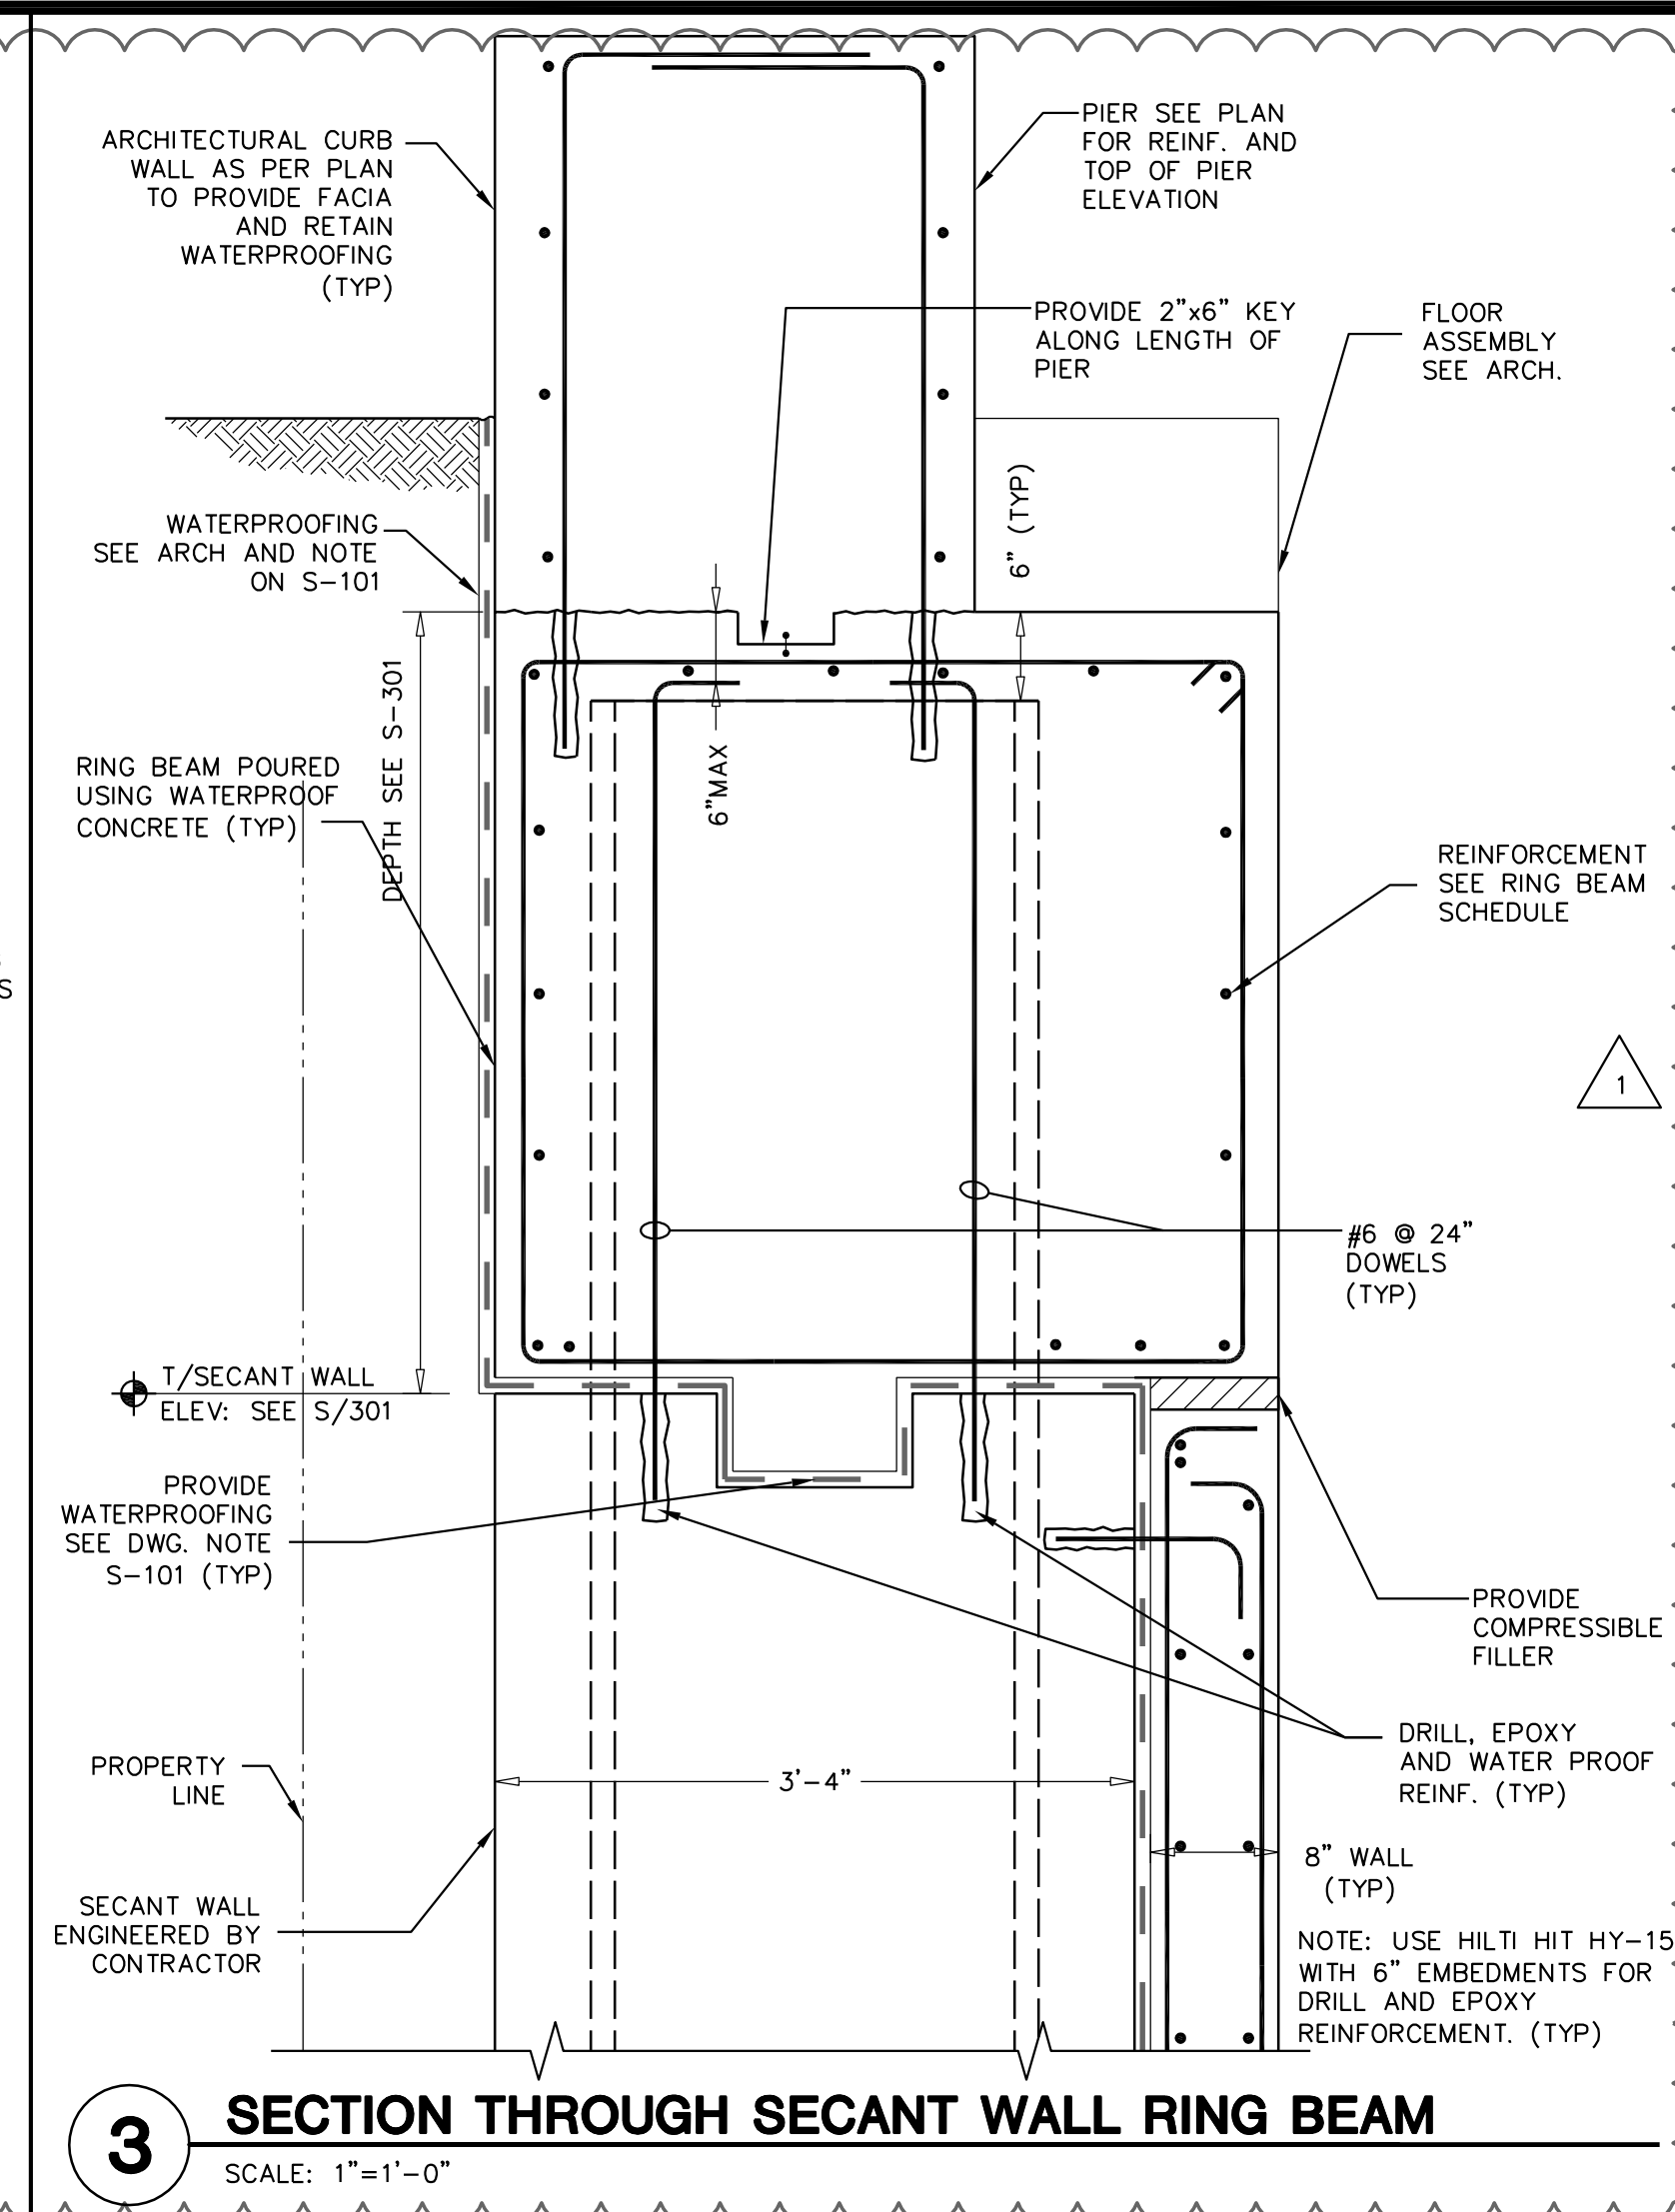 ARCHITECTURAL CURB
WALL AS PER PLAN
TO PROVIDE FACIA
AND RETAIN
WATERPROOFING
(TYP)
PIER SEE PLAN
FOR REINF. AND
TOP OF PIER
ELEVATION
PROVIDE 2"x6" KEY
ALONG LENGTH OF
PIER
FLOOR
ASSEMBLY
SEE ARCH.
WATERPROOFING
SEE ARCH AND NOTE
ON S-101
6" (TYP)
DEPTH SEE S-301
6"MAX
RING BEAM POURED
USING WATERPROOF
CONCRETE (TYP)
REINFORCEMENT
SEE RING BEAM
SCHEDULE
S
1
#6 @ 24"
DOWELS
(TYP)
T/SECANT WALL
ELEV: SEE S/301
PROVIDE
WATERPROOFING
SEE DWG. NOTE
S-101 (TYP)
PROVIDE
COMPRESSIBLE
FILLER
DRILL, EPOXY
AND WATER PROOF
REINF. (TYP)
PROPERTY
LINE
3'-4"
8" WALL
(TYP)
SECANT WALL
ENGINEERED BY
CONTRACTOR
NOTE: USE HILTI HIT HY-15
WITH 6" EMBEDMENTS FOR
DRILL AND EPOXY
REINFORCEMENT. (TYP)
3
SECTION THROUGH SECANT WALL RING BEAM
SCALE: 1"=1'-0"